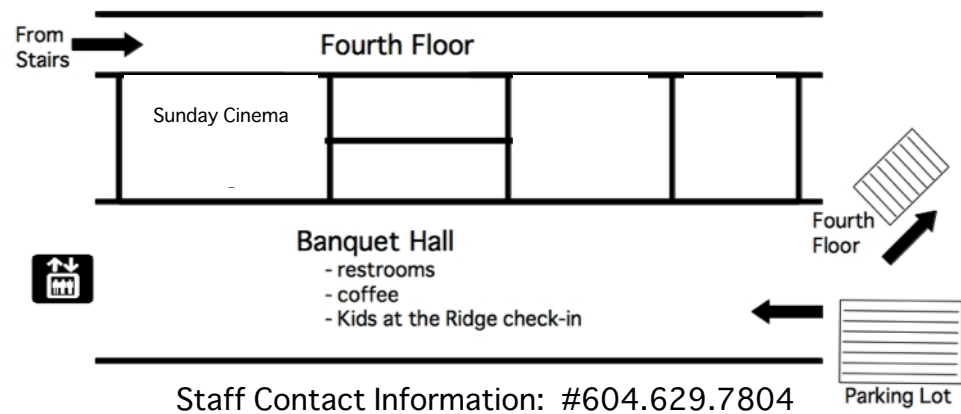 From
Stairs
Fourth Floor
Sunday Cinema
-
Fourth
Floor
Banquet Hall
- restrooms
- coffee
- Kids at the Ridge check-in
Parking Lot
Staff Contact Information:  #604.629.7804